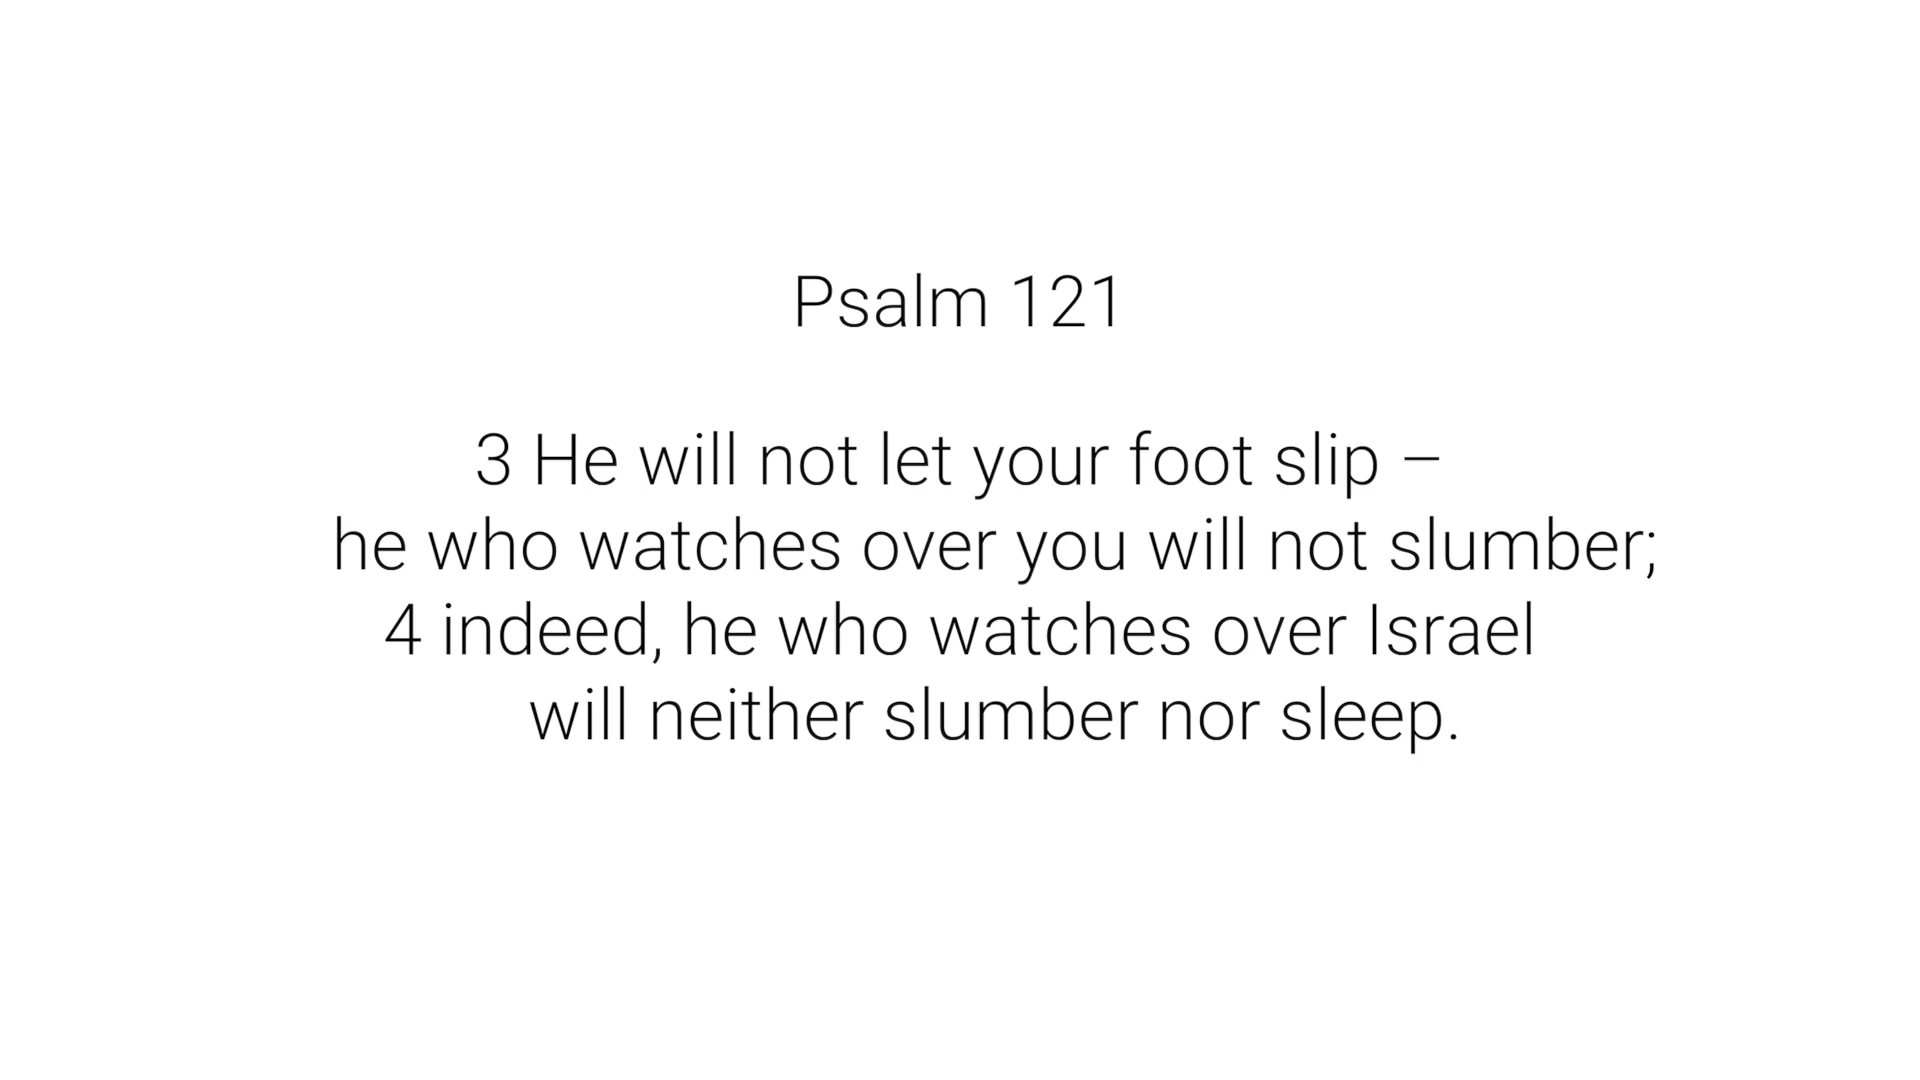 Psalm 121
3 He will not let your foot slip –
he who watches over you will not slumber;
4 indeed, he who watches over Israel
will neither slumber nor sleep.